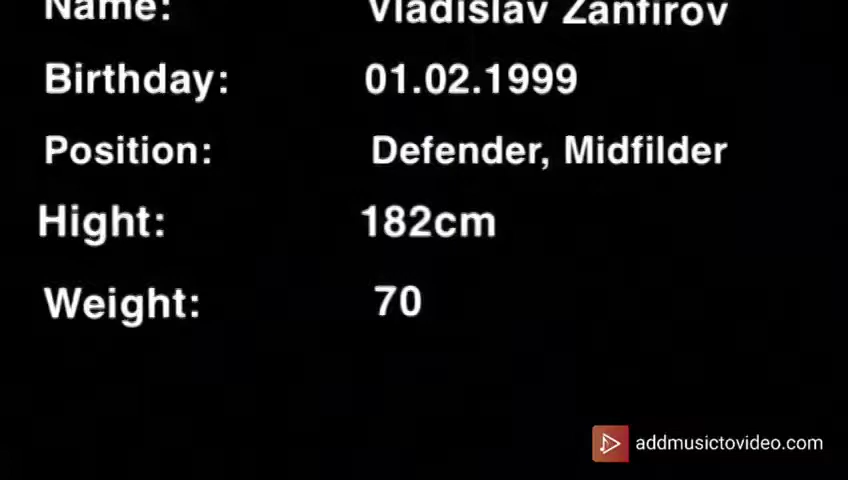 Name: Vladislav Zanfirov
Birthday: 01.02.1999
Position: Defender, Midfilder
Hight: 182cm
Weight: 70
addmusictovideo.com